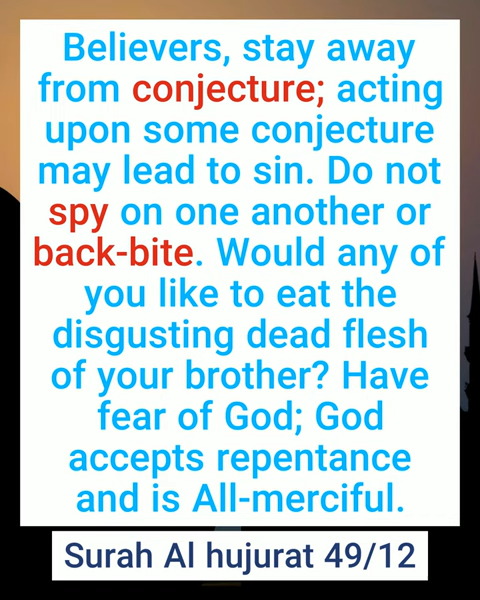 Believers, stay away
from conjecture; acting
upon some conjecture
may lead to sin. Do not
spy on one another or
back-bite. Would any of
you like to eat the
disgusting dead flesh
of your brother? Have
fear of God; God
accepts repentance
and is All-merciful.
Surah Al hujurat 49/12